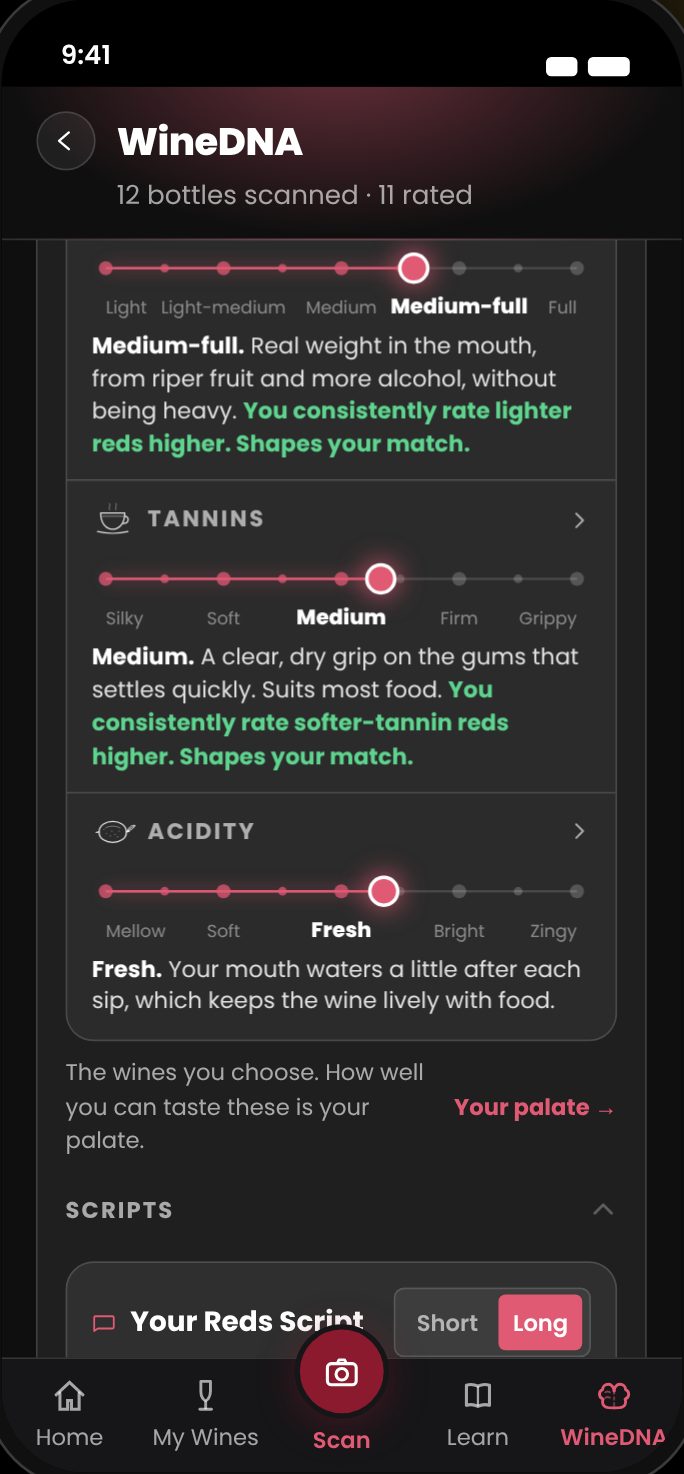 9:41
WineDNA
12 bottles scanned · 11 rated
Light Light-medium Medium Medium-full Full
Medium-full. Real weight in the mouth,
from riper fruit and more alcohol, without
being heavy. You consistently rate lighter
reds higher. Shapes your match.
TANNINS
Silky Soft Medium Firm Grippy
Medium. A clear, dry grip on the gums that
settles quickly. Suits most food. You
consistently rate softer-tannin reds
higher. Shapes your match.
ACIDITY
Mellow Soft Fresh Bright Zingy
Fresh. Your mouth waters a little after each
sip, which keeps the wine lively with food.
The wines you choose. How well
you can taste these is your
palate.
Your palate →
SCRIPTS
Your Reds Script Short Long
Home My Wines Scan Learn WineDNA